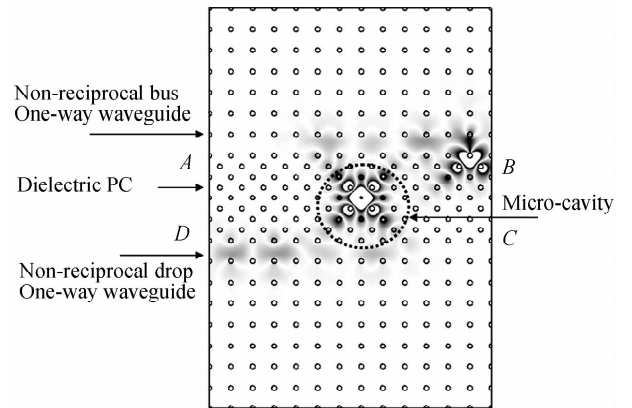 Non-reciprocal bus
One-way waveguide
A
B
Dielectric PC
Micro-cavity
D
C
Non-reciprocal drop
One-way waveguide